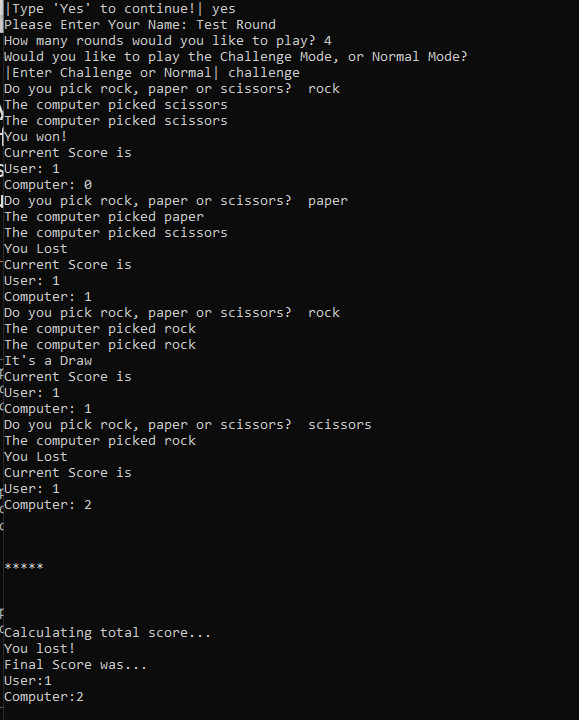 |Type 'Yes' to continue!| yes
Please Enter Your Name: Test Round
How many rounds would you like to play? 4
Would you like to play the Challenge Mode, or Normal Mode?
|Enter Challenge or Normal| challenge
Do you pick rock, paper or scissors?  rock
The computer picked scissors
The computer picked scissors
You won!
Current Score is
User: 1
Computer: 0
Do you pick rock, paper or scissors?  paper
The computer picked paper
The computer picked scissors
You Lost
Current Score is
User: 1
Computer: 1
Do you pick rock, paper or scissors?  rock
The computer picked rock
The computer picked rock
It's a Draw
Current Score is
User: 1
Computer: 1
Do you pick rock, paper or scissors?  scissors
The computer picked rock
You Lost
Current Score is
User: 1
Computer: 2
*****
Calculating total score...
You lost!
Final Score was...
User:1
Computer:2